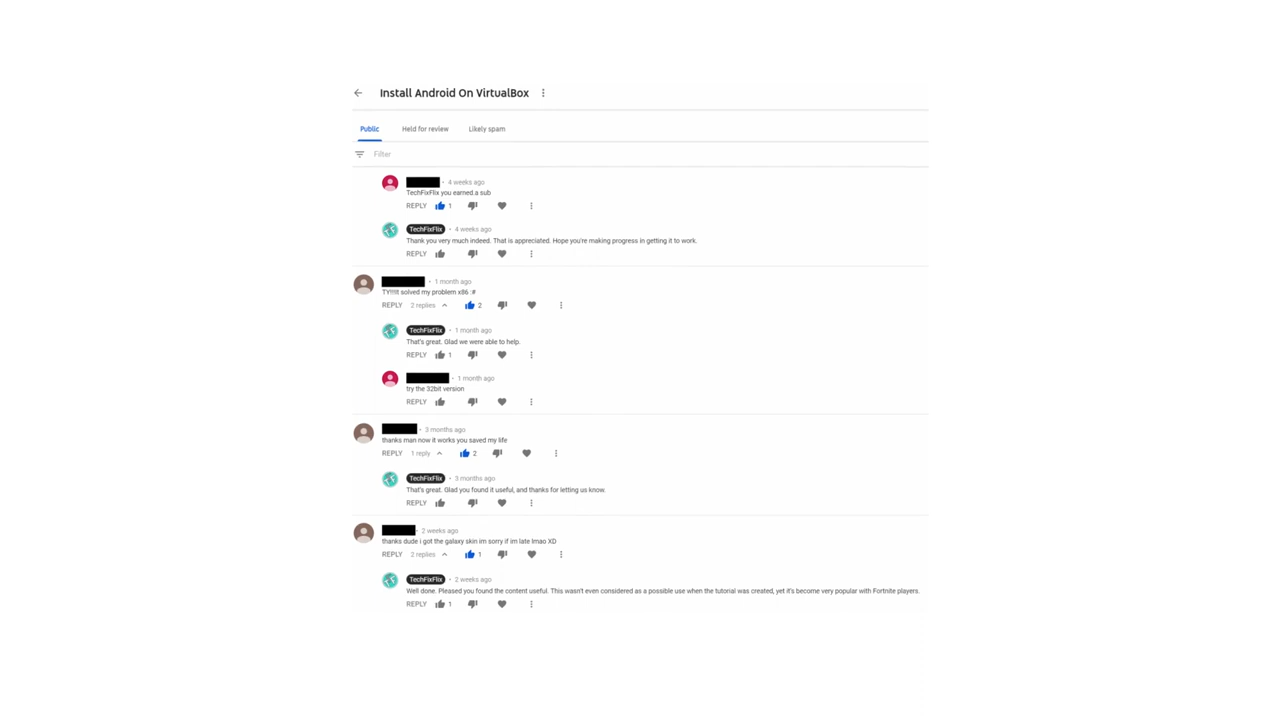 Install Android On VirtualBox
Public Held for review Likely spam
Filter
• 4 weeks ago
TechFixFlix you earned a sub
REPLY 1
TechFixFlix • 4 weeks ago
Thank you very much indeed. That is appreciated. Hope you're making progress in getting it to work.
REPLY
• 1 month ago
TY!!!!It solved my problem x86 :#
REPLY 2 replies 2
TechFixFlix • 1 month ago
That's great. Glad we were able to help.
REPLY 1
• 1 month ago
try the 32bit version
REPLY
• 3 months ago
thanks man now it works you saved my life
REPLY 1 reply 2
TechFixFlix • 3 months ago
That's great. Glad you found it useful, and thanks for letting us know.
REPLY
• 2 weeks ago
thanks dude i got the galaxy skin im sorry if im late lmao XD
REPLY 2 replies 1
TechFixFlix • 2 weeks ago
Well done. Pleased you found the content useful. This wasn't even considered as a possible use when the tutorial was created, yet it's become very popular with Fortnite players.
REPLY 1